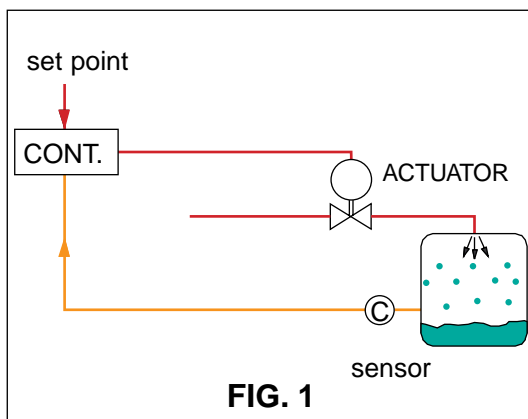 set point
CONT.
ACTUATOR
C
sensor
FIG. 1